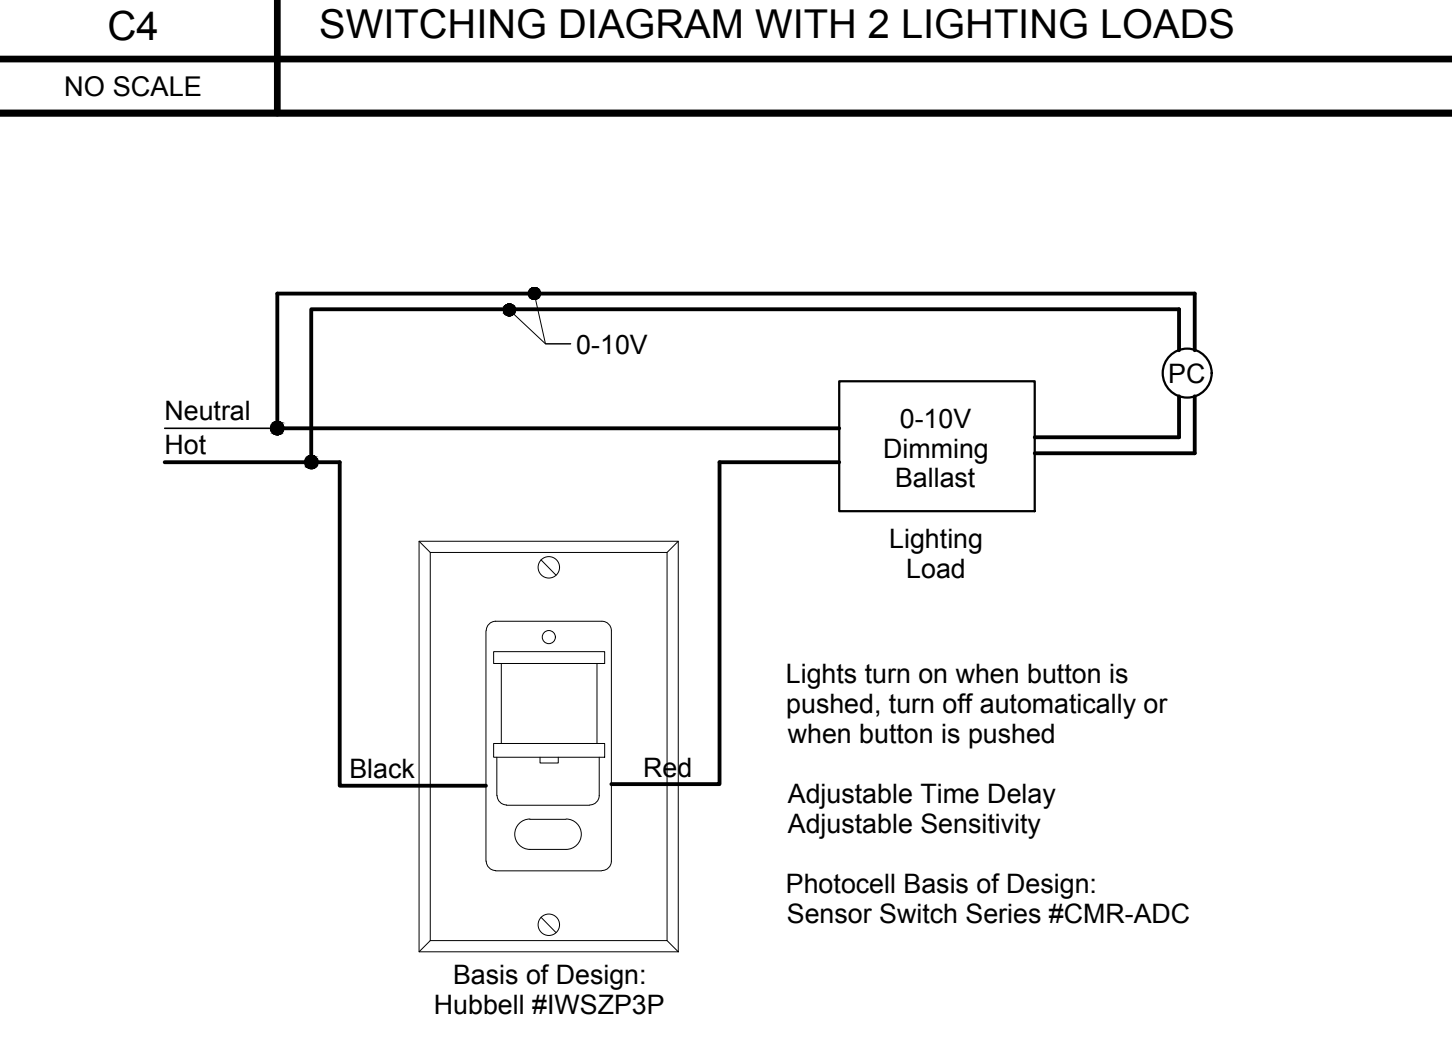 C4
SWITCHING DIAGRAM WITH 2 LIGHTING LOADS
NO SCALE
0-10V
PC
Neutral
Hot
0-10V
Dimming
Ballast
Lighting
Load
Black
Red
Lights turn on when button is
pushed, turn off automatically or
when button is pushed
Adjustable Time Delay
Adjustable Sensitivity
Photocell Basis of Design:
Sensor Switch Series #CMR-ADC
Basis of Design:
Hubbell #IWSZP3P